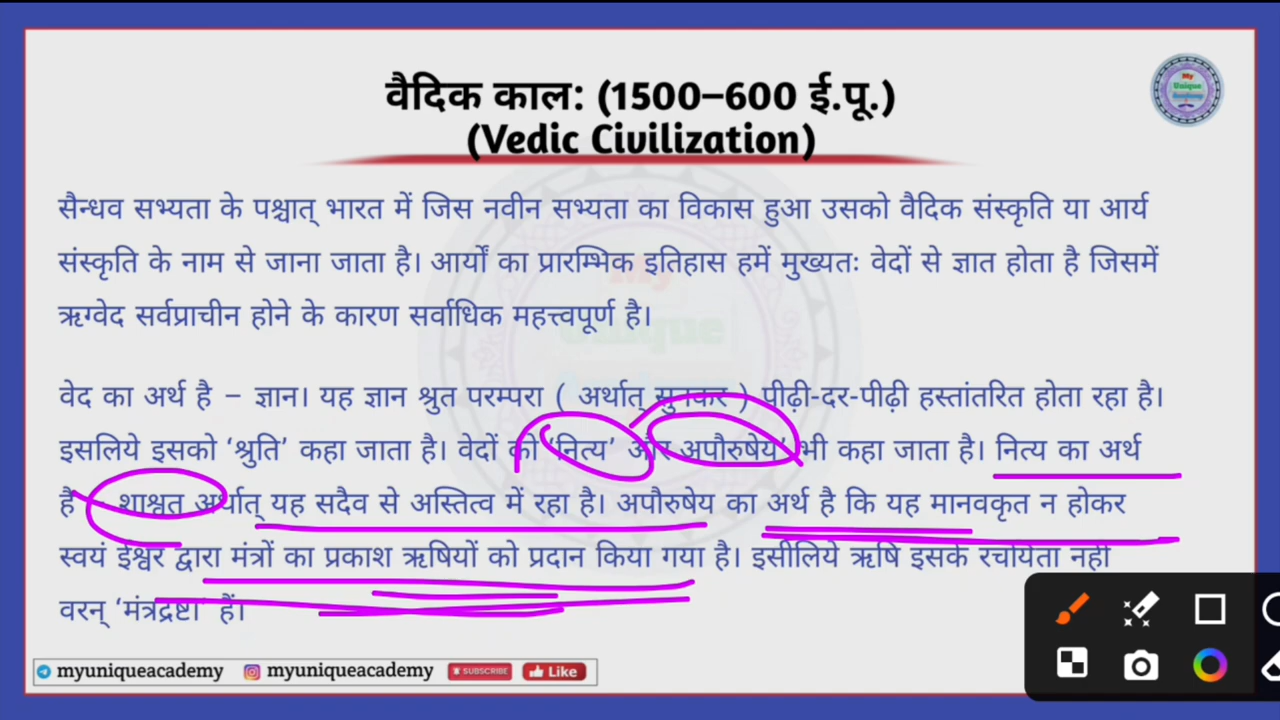 वैदिक काल: (1500–600 ई.पू.)
(Vedic Civilization)
My
Unique
Academy
सैन्धव सभ्यता के पश्चात् भारत में जिस नवीन सभ्यता का विकास हुआ उसको वैदिक संस्कृति या आर्य
संस्कृति के नाम से जाना जाता है। आर्यों का प्रारम्भिक इतिहास हमें मुख्यतः वेदों से ज्ञात होता है जिसमें
ऋग्वेद सर्वप्राचीन होने के कारण सर्वाधिक महत्त्वपूर्ण है।
वेद का अर्थ है – ज्ञान। यह ज्ञान श्रुत परम्परा ( अर्थात् सुनकर ) पीढ़ी-दर-पीढ़ी हस्तांतरित होता रहा है।
इसलिये इसको ‘श्रुति’ कहा जाता है। वेदों को ‘नित्य’ और अपौरुषेय’ भी कहा जाता है। नित्य का अर्थ
है – शाश्वत अर्थात् यह सदैव से अस्तित्व में रहा है। अपौरुषेय का अर्थ है कि यह मानवकृत न होकर
स्वयं ईश्वर द्वारा मंत्रों का प्रकाश ऋषियों को प्रदान किया गया है। इसीलिये ऋषि इसके रचयिता नहीं
वरन् ‘मंत्रद्रष्टा’ हैं।
myuniqueacademy myuniqueacademy SUBSCRIBE Like